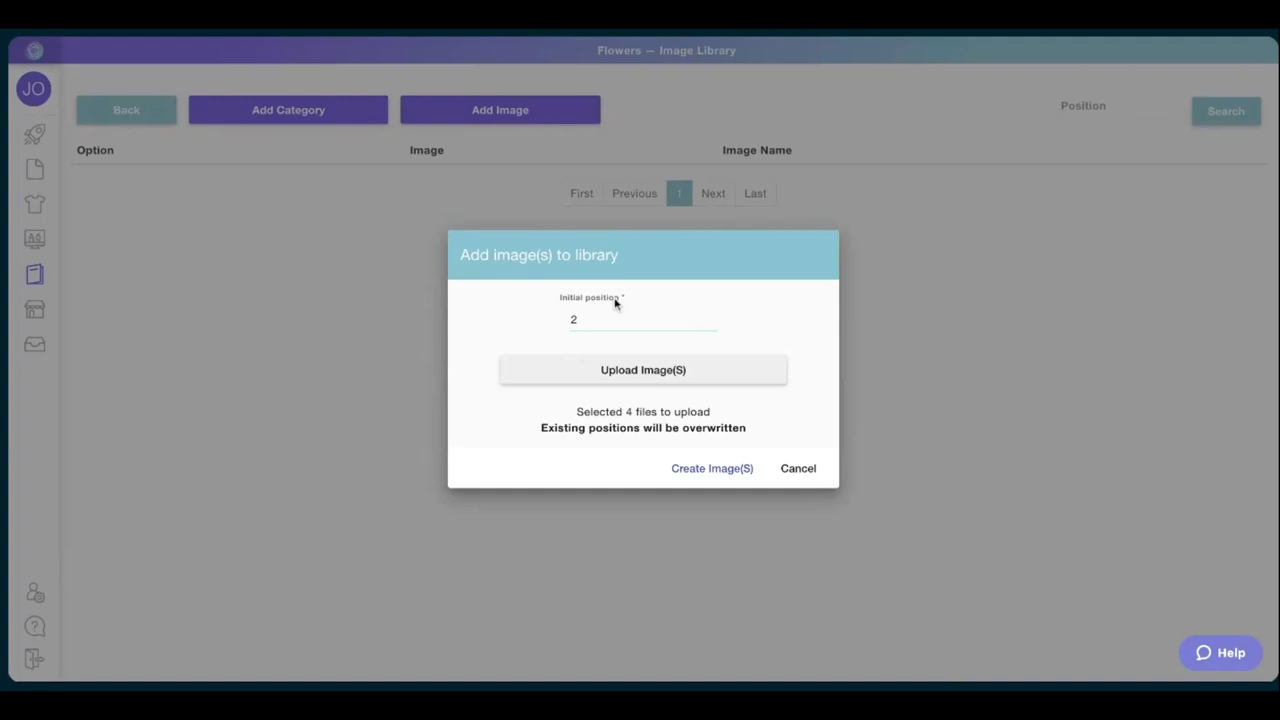 Flowers — Image Library
JO
Back
Add Category
Add Image
Position
Search
Option
Image
Image Name
First
Previous
1
Next
Last
Add image(s) to library
Initial position *
2
Upload Image(S)
Selected 4 files to upload
Existing positions will be overwritten
Create Image(S)
Cancel
Help